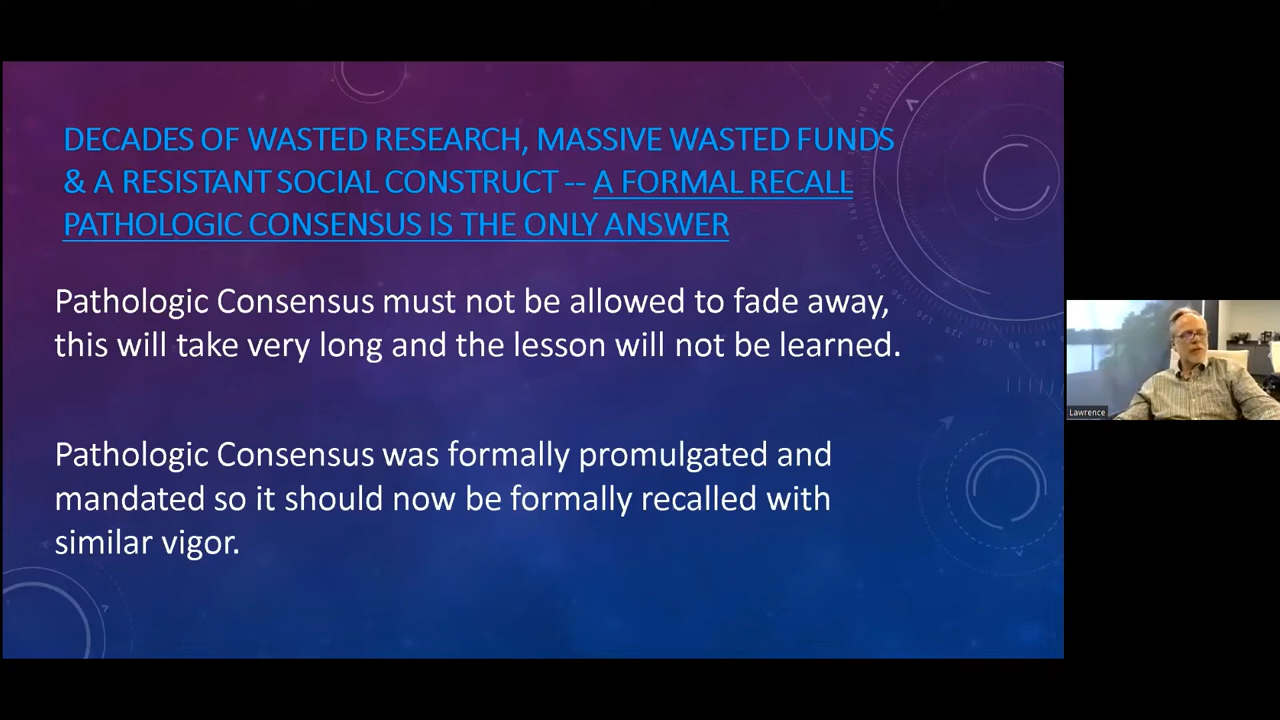 DECADES OF WASTED RESEARCH, MASSIVE WASTED FUNDS
& A RESISTANT SOCIAL CONSTRUCT -- A FORMAL RECALL
PATHOLOGIC CONSENSUS IS THE ONLY ANSWER
Pathologic Consensus must not be allowed to fade away,
this will take very long and the lesson will not be learned.
Pathologic Consensus was formally promulgated and
mandated so it should now be formally recalled with
similar vigor.
Lawrence